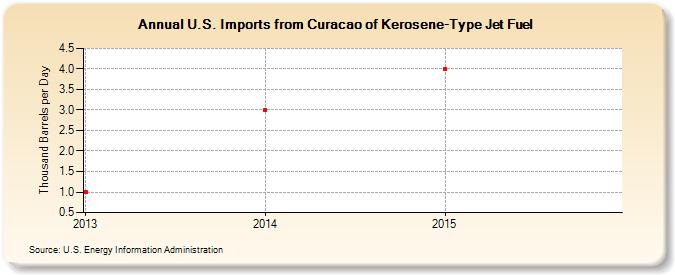 Annual U.S. Imports from Curacao of Kerosene-Type Jet Fuel
Thousand Barrels per Day
4.5
4.0
3.5
3.0
2.5
2.0
1.5
1.0
0.5
2013 2014 2015
Source: U.S. Energy Information Administration